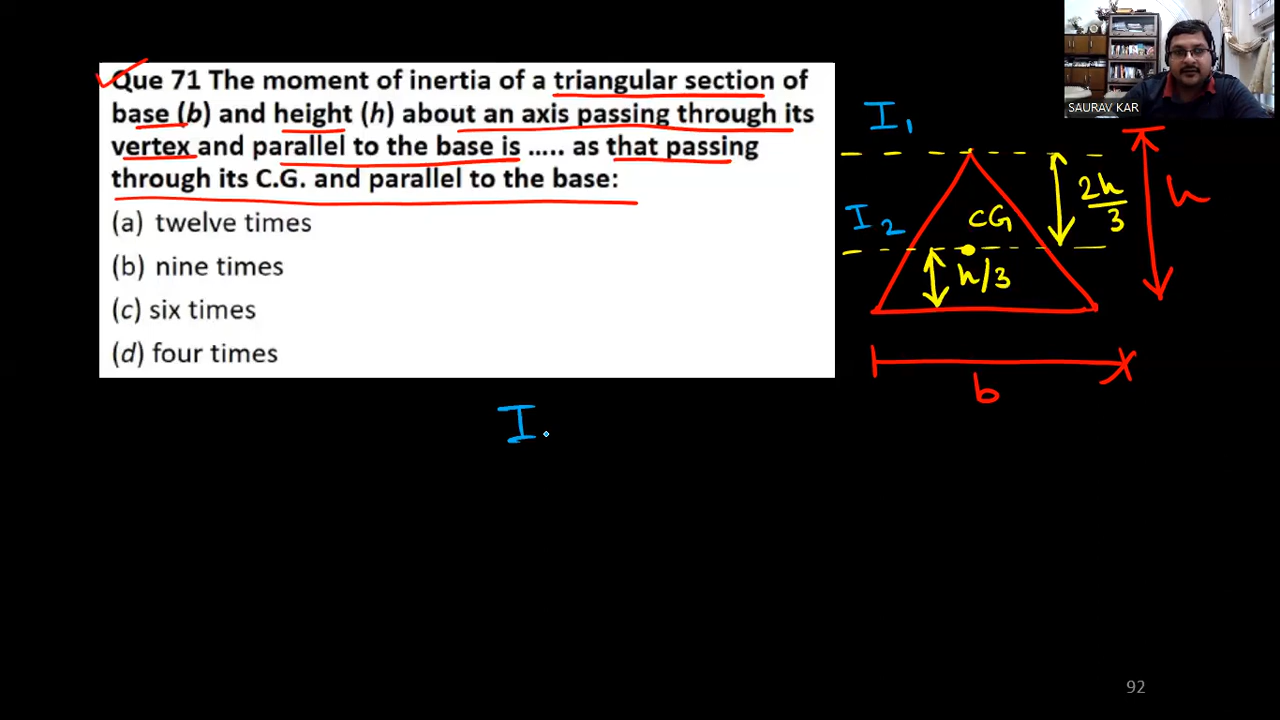 Que 71 The moment of inertia of a triangular section of
base (b) and height (h) about an axis passing through its
vertex and parallel to the base is ..... as that passing
through its C.G. and parallel to the base:
(a) twelve times
(b) nine times
(c) six times
(d) four times
SAURAV KAR
I1
2h/3
h
I2
CG
h/3
b
I
92